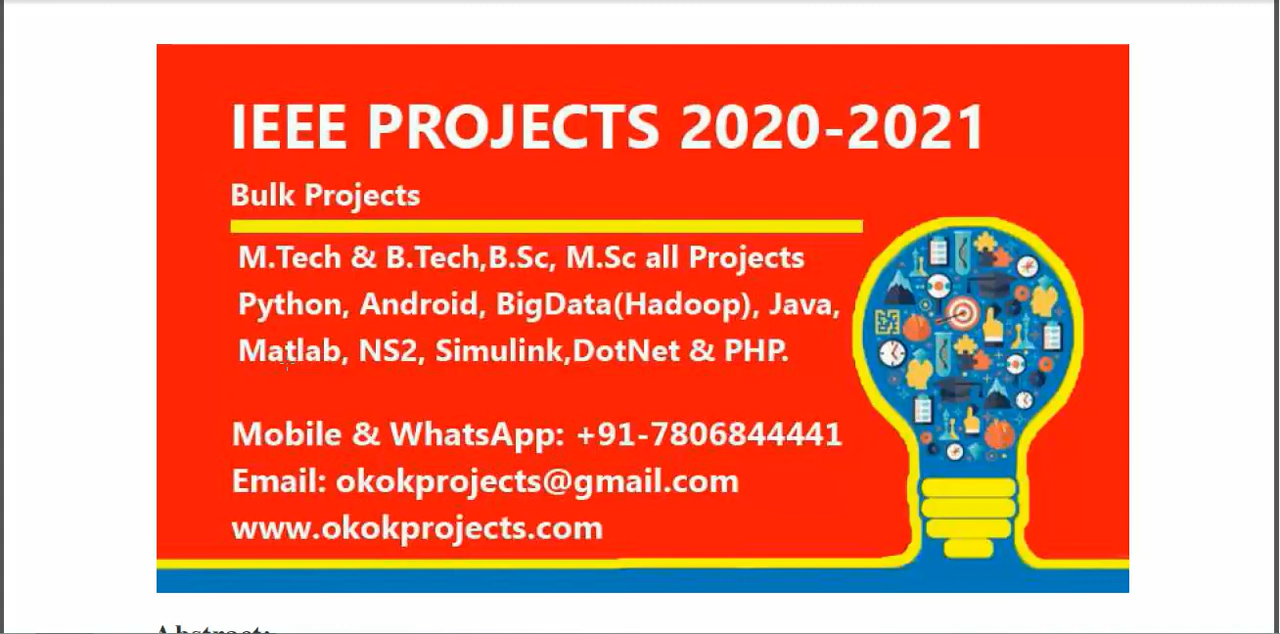 IEEE PROJECTS 2020-2021
Bulk Projects
M.Tech & B.Tech,B.Sc, M.Sc all Projects
Python, Android, BigData(Hadoop), Java,
Matlab, NS2, Simulink,DotNet & PHP.
Mobile & WhatsApp: +91-7806844441
Email: okokprojects@gmail.com
www.okokprojects.com
Abstract: